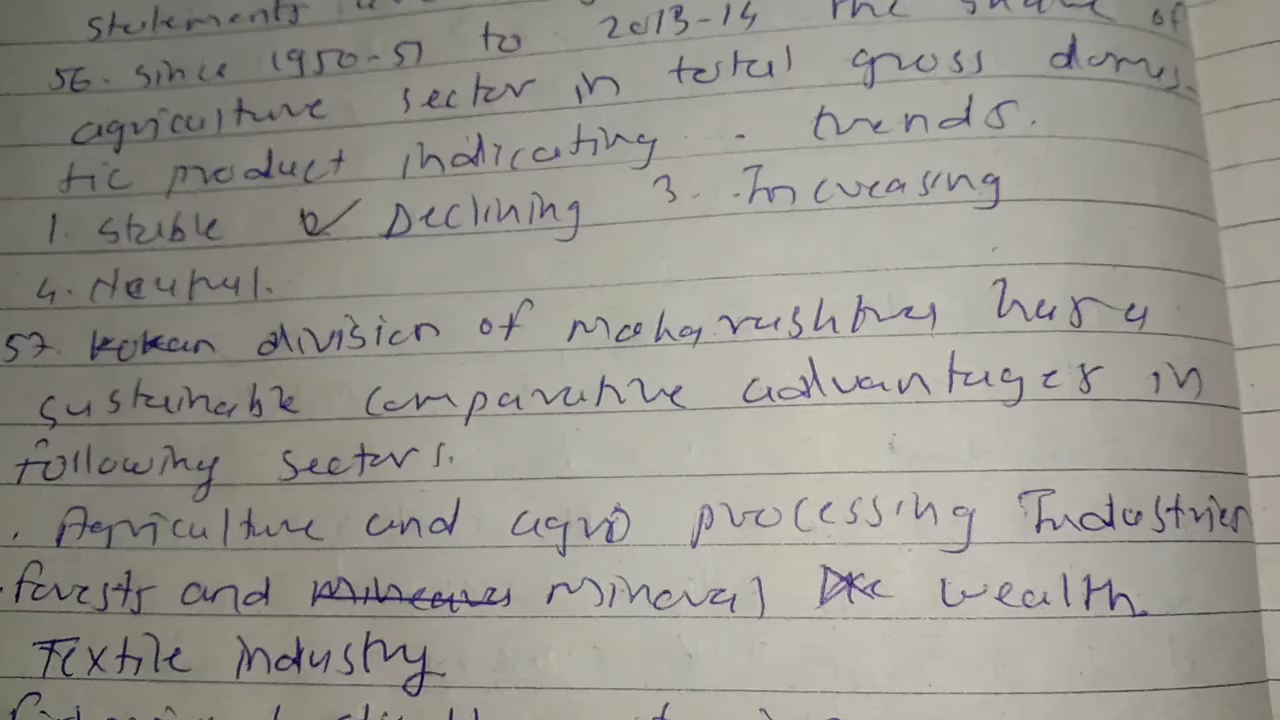 statements
56. since 1950-51 to 2013-14 the share of
agriculture sector in total gross domes-
tic product indicating .. trends.
1. Stable 2 Declining 3. Increasing
4. Neutral.
57. kokan division of Maharashtra has a
sustainable comparative advantages in
following sectors.
. Agriculture and agro processing Industries
. forests and Mineral wealth
Textile industry